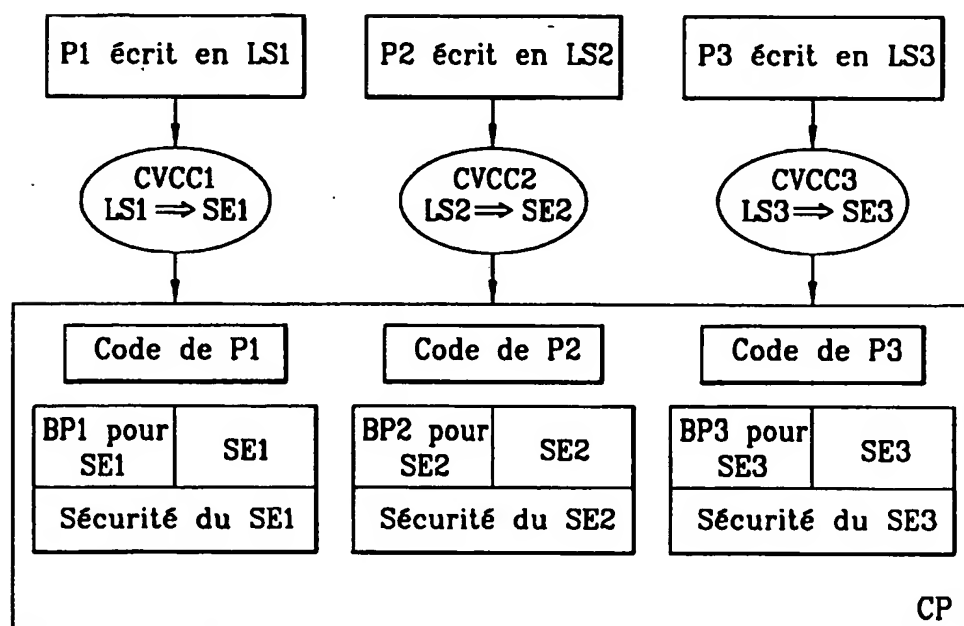 P1 écrit en LS1
P2 écrit en LS2
P3 écrit en LS3
CVCC1
LS1 ⇒ SE1
CVCC2
LS2 ⇒ SE2
CVCC3
LS3 ⇒ SE3
Code de P1
Code de P2
Code de P3
BP1 pour
SE1
SE1
BP2 pour
SE2
SE2
BP3 pour
SE3
SE3
Sécurité du SE1
Sécurité du SE2
Sécurité du SE3
CP